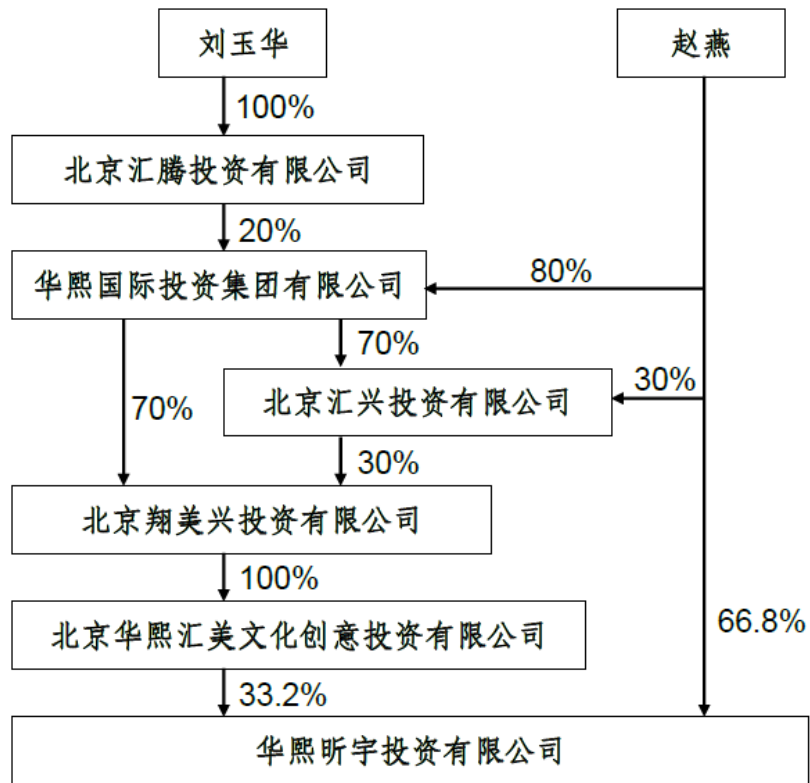 刘玉华
赵燕
100%
北京汇腾投资有限公司
20%
华熙国际投资集团有限公司
80%
70%
北京汇兴投资有限公司
30%
70%
30%
北京翔美兴投资有限公司
100%
北京华熙汇美文化创意投资有限公司
66.8%
33.2%
华熙昕宇投资有限公司